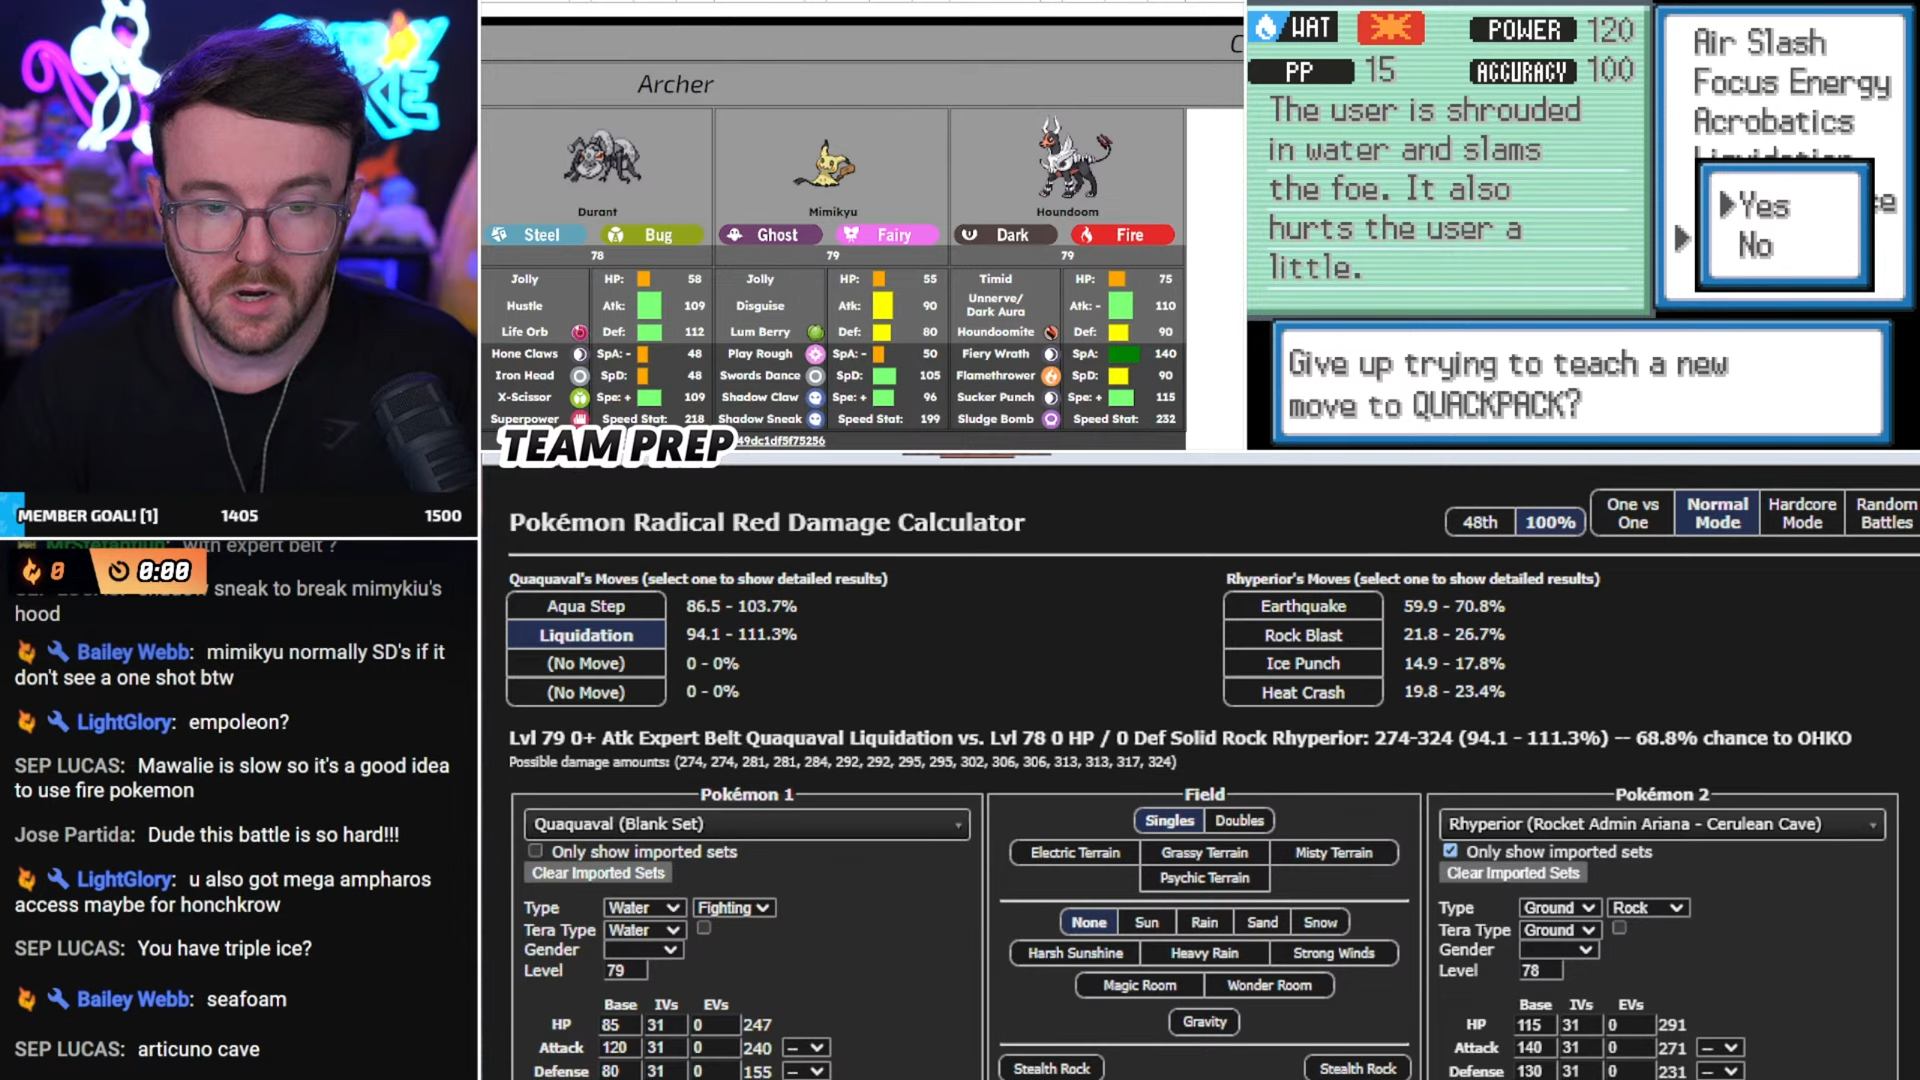 Archer
Durant
Mimikyu
Houndoom
Steel Bug
Ghost Fairy
Dark Fire
78
79
79
Jolly HP: 58
Hustle Atk: 109
Life Orb Def: 112
Hone Claws SpA: - 48
Iron Head SpD: 48
X-Scissor Spe: + 109
Superpower Speed Stat: 218
Jolly HP: 55
Disguise Atk: 90
Lum Berry Def: 80
Play Rough SpA: - 50
Swords Dance SpD: 105
Shadow Claw Spe: + 96
Shadow Sneak Speed Stat: 199
Timid HP: 75
Unnerve/
Dark Aura Atk: - 110
Houndoomite Def: 90
Fiery Wrath SpA: 140
Flamethrower SpD: 90
Sucker Punch Spe: + 115
Sludge Bomb Speed Stat: 232
49dc1df5f75256
TEAM PREP
WAT POWER 120
PP 15 ACCURACY 100
The user is shrouded
in water and slams
the foe. It also
hurts the user a
little.
Air Slash
Focus Energy
Acrobatics
Liquidation
Yes
No
Give up trying to teach a new
move to QUACKPACK?
MEMBER GOAL! [1] 1405 1500
with expert belt ?
0 0:00
sneak to break mimykiu's
hood
Bailey Webb: mimikyu normally SD's if it
don't see a one shot btw
LightGlory: empoleon?
SEP LUCAS: Mawalie is slow so it's a good idea
to use fire pokemon
Jose Partida: Dude this battle is so hard!!!
LightGlory: u also got mega ampharos
access maybe for honchkrow
SEP LUCAS: You have triple ice?
Bailey Webb: seafoam
SEP LUCAS: articuno cave
Pokémon Radical Red Damage Calculator
48th 100%
One vs
One
Normal
Mode
Hardcore
Mode
Random
Battles
Quaquaval's Moves (select one to show detailed results)
Aqua Step 86.5 - 103.7%
Liquidation 94.1 - 111.3%
(No Move) 0 - 0%
(No Move) 0 - 0%
Rhyperior's Moves (select one to show detailed results)
Earthquake 59.9 - 70.8%
Rock Blast 21.8 - 26.7%
Ice Punch 14.9 - 17.8%
Heat Crash 19.8 - 23.4%
Lvl 79 0+ Atk Expert Belt Quaquaval Liquidation vs. Lvl 78 0 HP / 0 Def Solid Rock Rhyperior: 274-324 (94.1 - 111.3%) -- 68.8% chance to OHKO
Possible damage amounts: (274, 274, 281, 281, 284, 292, 292, 295, 295, 302, 306, 306, 313, 313, 317, 324)
Pokémon 1
Quaquaval (Blank Set)
Only show imported sets
Clear Imported Sets
Type Water Fighting
Tera Type Water
Gender
Level 79
Base IVs EVs
HP 85 31 0 247
Attack 120 31 0 240 --
Defense 80 31 0 155 --
Field
Singles Doubles
Electric Terrain Grassy Terrain Misty Terrain
Psychic Terrain
None Sun Rain Sand Snow
Harsh Sunshine Heavy Rain Strong Winds
Magic Room Wonder Room
Gravity
Stealth Rock Stealth Rock
Pokémon 2
Rhyperior (Rocket Admin Ariana - Cerulean Cave)
Only show imported sets
Clear Imported Sets
Type Ground Rock
Tera Type Ground
Gender
Level 78
Base IVs EVs
HP 115 31 0 291
Attack 140 31 0 271 --
Defense 130 31 0 231 --